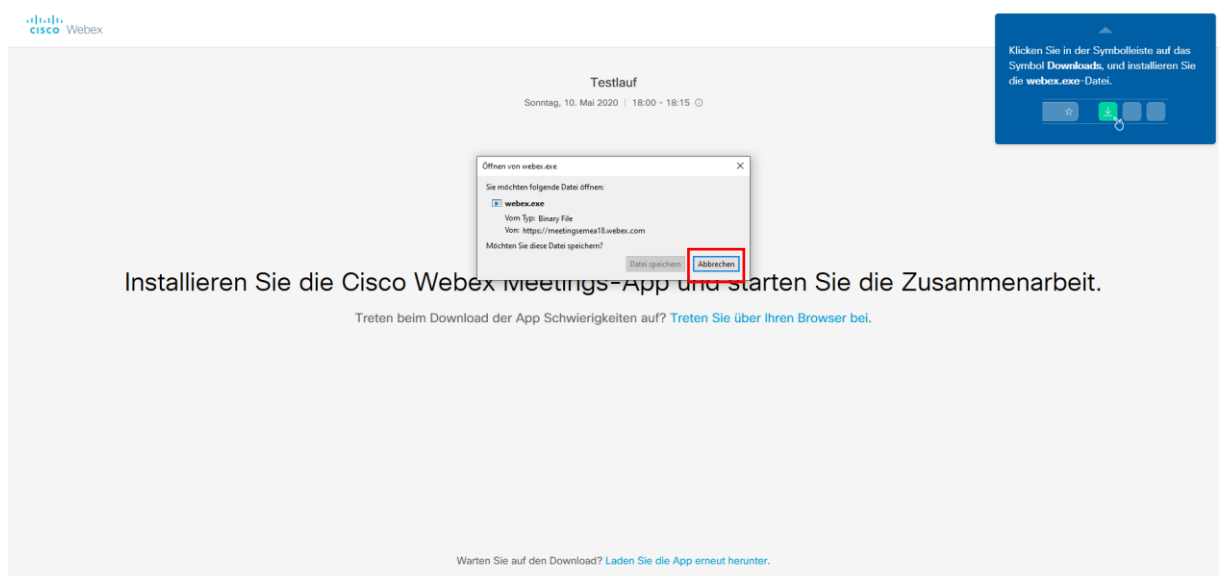 cisco Webex
Klicken Sie in der Symbolleiste auf das
Symbol Downloads, und installieren Sie
die webex.exe-Datei.
Testlauf
Sonntag, 10. Mai 2020 | 18:00 - 18:15
Öffnen von webex.exe
Sie möchten folgende Datei öffnen:
webex.exe
Vom Typ: Binary File
Von: https://meetingsemea18.webex.com
Möchten Sie diese Datei speichern?
Datei speichern Abbrechen
Installieren Sie die Cisco Webex Meetings-App und starten Sie die Zusammenarbeit.
Treten beim Download der App Schwierigkeiten auf? Treten Sie über Ihren Browser bei.
Warten Sie auf den Download? Laden Sie die App erneut herunter.